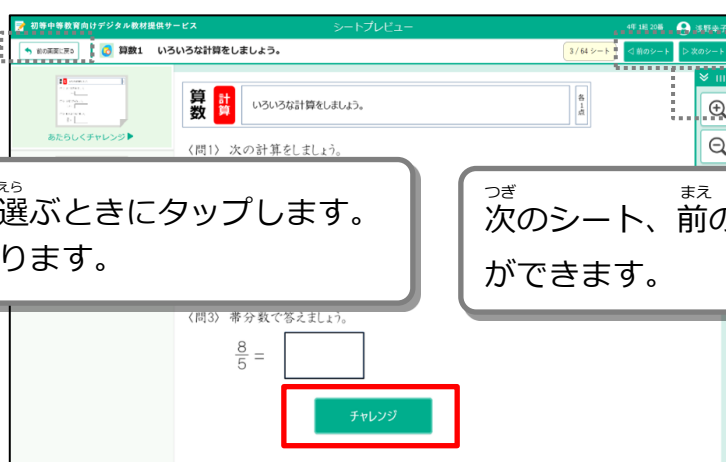 初等中等教育向けデジタル教材提供サービス
シートプレビュー
4年 1組 20番
浅野幸子
前の画面に戻る
算数1 いろいろな計算をしましょう。
3 / 64 シート
◁ 前のシート
▷ 次のシート
あたらしくチャレンジ▶
算数
計算
いろいろな計算をしましょう。
各1点
〈問1〉 次の計算をしましょう。
えら
選ぶときにタップします。
ります。
つぎ まえ
次のシート、前の
ができます。
〈問3〉 帯分数で答えましょう。
8/5 =
チャレンジ